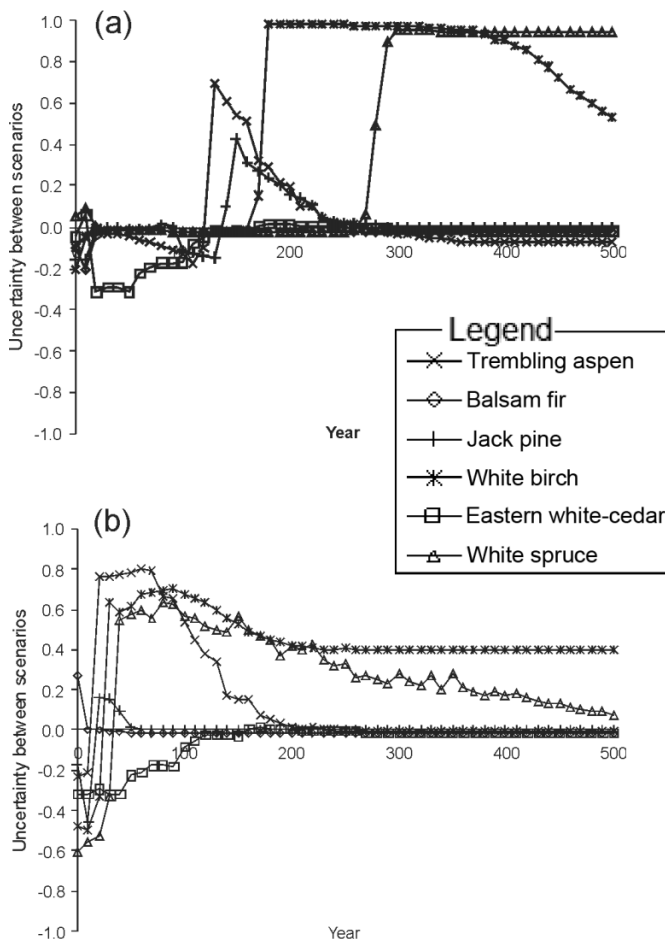 (a)
Uncertainty between scenarios
1.0
0.8
0.6
0.4
0.2
0.0
-0.2
-0.4
-0.6
-0.8
-1.0
200
300
400
500
Year
Legend
Trembling aspen
Balsam fir
Jack pine
White birch
Eastern white-cedar
White spruce
(b)
Uncertainty between scenarios
1.0
0.8
0.6
0.4
0.2
0.0
-0.2
-0.4
-0.6
-0.8
-1.0
0
100
200
300
400
500
Year